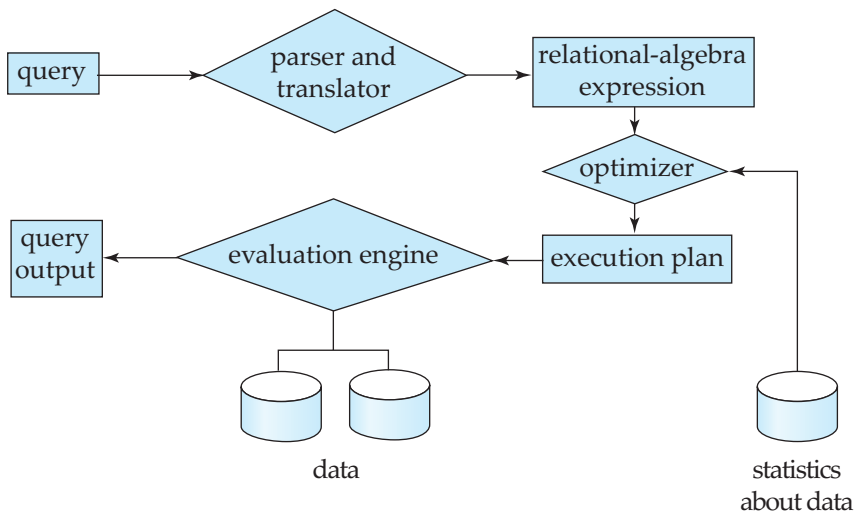 query
parser and
translator
relational-algebra
expression
optimizer
query
output
evaluation engine
execution plan
data
statistics
about data